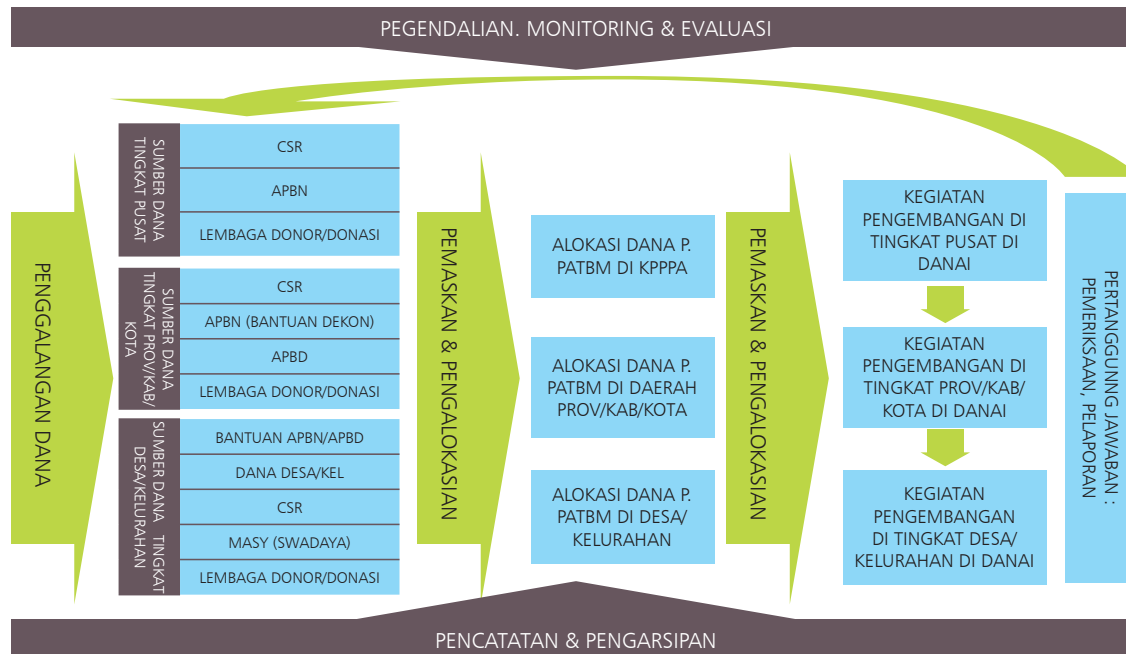 PEGENDALIAN. MONITORING & EVALUASI
PENGGALANGAN DANA
SUMBER DANA
TINGKAT PUSAT
CSR
APBN
LEMBAGA DONOR/DONASI
SUMBER DANA
TINGKAT PROV/KAB/
KOTA
CSR
APBN (BANTUAN DEKON)
APBD
LEMBAGA DONOR/DONASI
SUMBER DANA TINGKAT
DESA/KELURAHAN
BANTUAN APBN/APBD
DANA DESA/KEL
CSR
MASY (SWADAYA)
LEMBAGA DONOR/DONASI
PEMASKAN & PENGALOKASIAN
ALOKASI DANA P.
PATBM DI KPPPA
ALOKASI DANA P.
PATBM DI DAERAH
PROV/KAB/KOTA
ALOKASI DANA P.
PATBM DI DESA/
KELURAHAN
PEMASKAN & PENGALOKASIAN
KEGIATAN
PENGEMBANGAN DI
TINGKAT PUSAT DI
DANAI
KEGIATAN
PENGEMBANGAN DI
TINGKAT PROV/KAB/
KOTA DI DANAI
KEGIATAN
PENGEMBANGAN
DI TINGKAT DESA/
KELURAHAN DI DANAI
PERTANGGUNNG JAWABAN :
PEMERIKSAAN, PELAPORAN
PENCATATAN & PENGARSIPAN